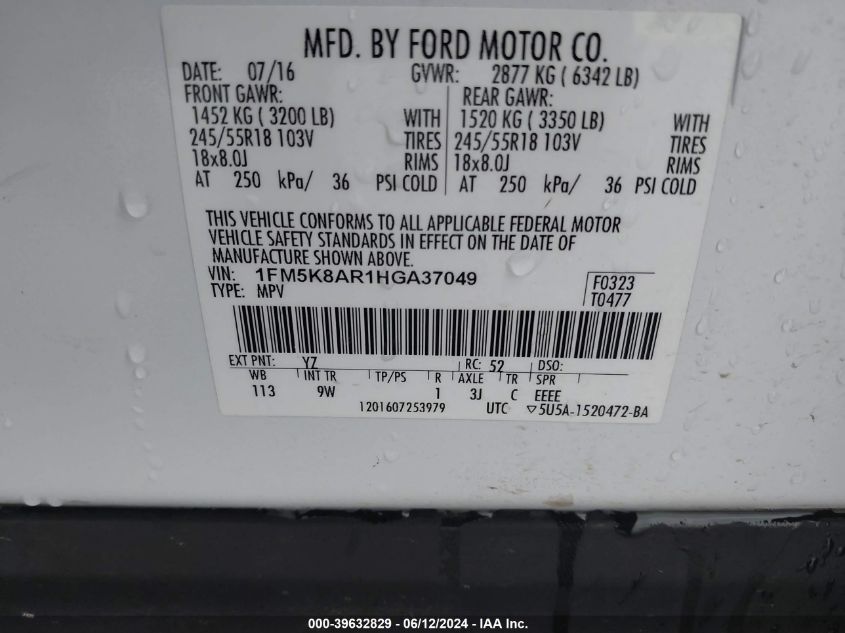 MFD. BY FORD MOTOR CO.
DATE: 07/16 GVWR: 2877 KG ( 6342 LB)
FRONT GAWR: REAR GAWR:
1452 KG ( 3200 LB) WITH 1520 KG ( 3350 LB) WITH
245/55R18 103V TIRES 245/55R18 103V TIRES
18x8.0J RIMS 18x8.0J RIMS
AT 250 kPa/ 36 PSI COLD AT 250 kPa/ 36 PSI COLD
THIS VEHICLE CONFORMS TO ALL APPLICABLE FEDERAL MOTOR
VEHICLE SAFETY STANDARDS IN EFFECT ON THE DATE OF
MANUFACTURE SHOWN ABOVE.
VIN: 1FM5K8AR1HGA37049 F0323
TYPE: MPV T0477
EXT PNT: YZ RC: 52 DSO:
WB INT TR TP/PS R AXLE TR SPR
113 9W 1 3J C EEEE
1201607253979 UTC ▽5U5A-1520472-BA
000-39632829 - 06/12/2024 - IAA Inc.